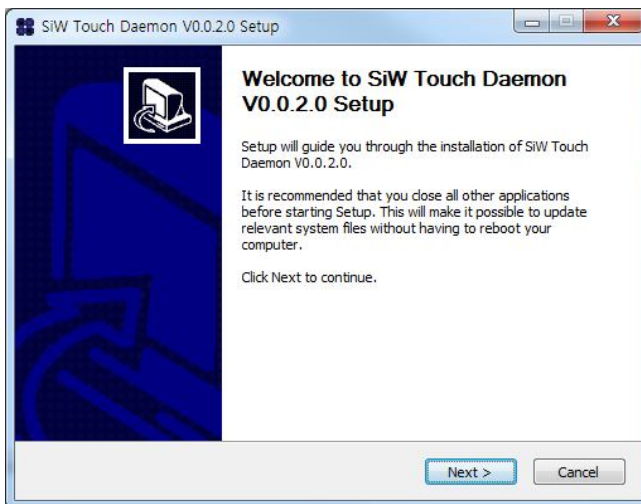 SiW Touch Daemon V0.0.2.0 Setup
Welcome to SiW Touch Daemon
V0.0.2.0 Setup
Setup will guide you through the installation of SiW Touch
Daemon V0.0.2.0.
It is recommended that you close all other applications
before starting Setup. This will make it possible to update
relevant system files without having to reboot your
computer.
Click Next to continue.
Next >
Cancel